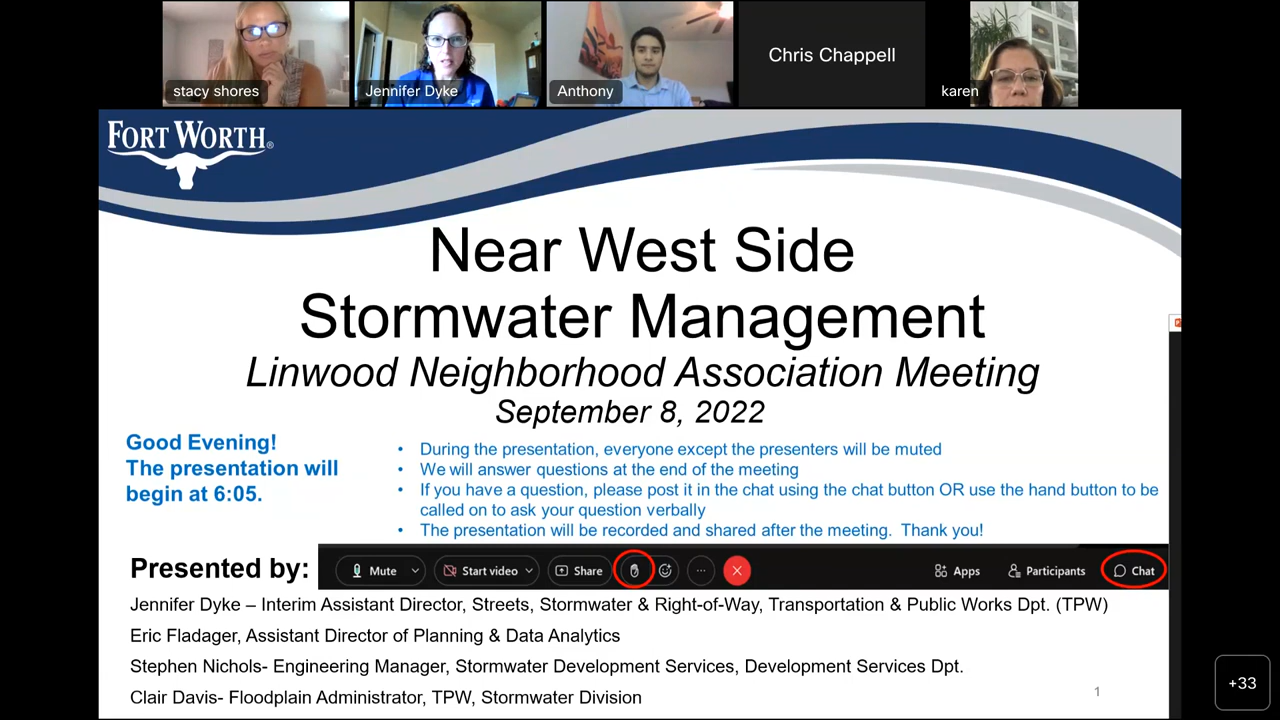 stacy shores
Jennifer Dyke
Anthony
Chris Chappell
karen
FORT WORTH®
Near West Side
Stormwater Management
Linwood Neighborhood Association Meeting
September 8, 2022
Good Evening!
The presentation will
begin at 6:05.
• During the presentation, everyone except the presenters will be muted
• We will answer questions at the end of the meeting
• If you have a question, please post it in the chat using the chat button OR use the hand button to be
called on to ask your question verbally
• The presentation will be recorded and shared after the meeting. Thank you!
Presented by:
Mute
Start video
Share
Apps
Participants
Chat
Jennifer Dyke – Interim Assistant Director, Streets, Stormwater & Right-of-Way, Transportation & Public Works Dpt. (TPW)
Eric Fladager, Assistant Director of Planning & Data Analytics
Stephen Nichols- Engineering Manager, Stormwater Development Services, Development Services Dpt.
Clair Davis- Floodplain Administrator, TPW, Stormwater Division
1
+33